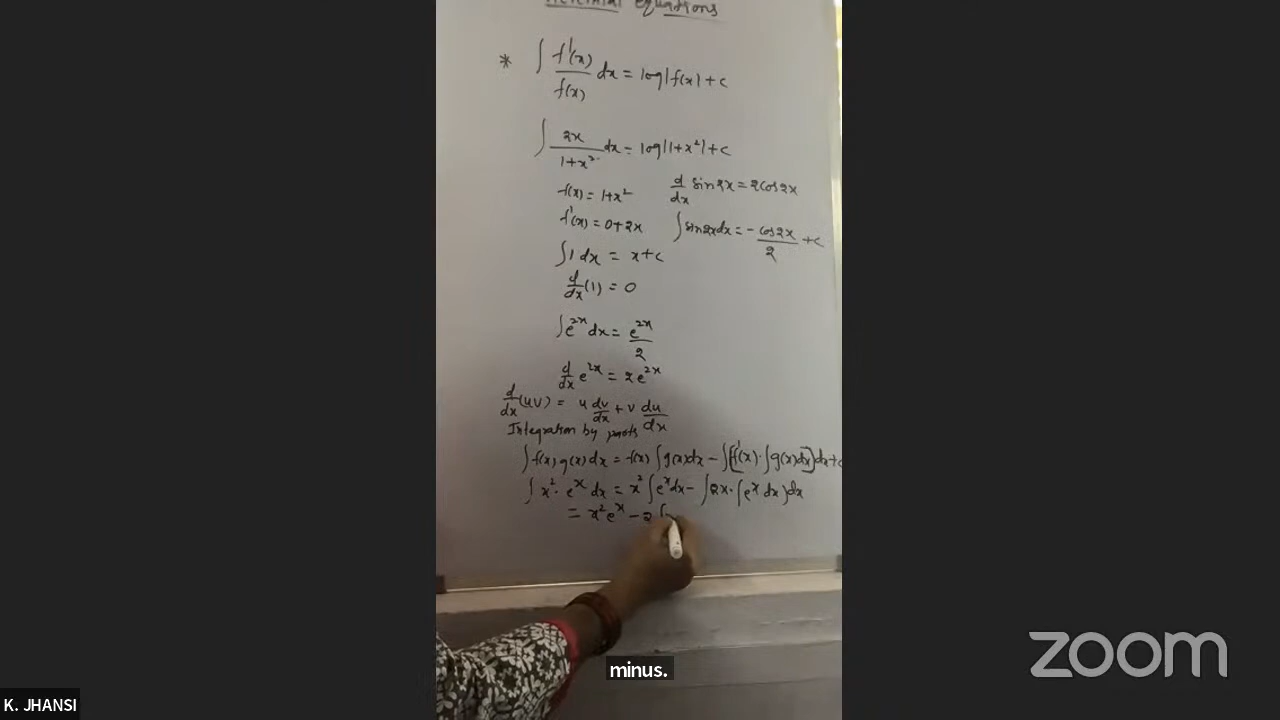 equations
* ∫ f'(x)/f(x) dx = log|f(x)| + c
∫ 2x/1+x² dx = log|1+x²| + c
f(x) = 1+x²
d/dx sin2x = 2cos2x
f'(x) = 0+2x
∫sin2xdx = -cos2x/2 + c
∫1 dx = x+c
d/dx (1) = 0
∫e^2x dx = e^2x/2
d/dx e^2x = 2e^2x
d/dx (uv) = u dv/dx + v du/dx
Integration by parts
∫f(x) g(x) dx = f(x) ∫g(x)dx - ∫[f'(x)·∫g(x)dx]dx+c
∫x²·e^x dx = x² ∫e^x dx - ∫2x·∫e^x dx)dx
= x²e^x - 2∫
minus.
zoom
K. JHANSI